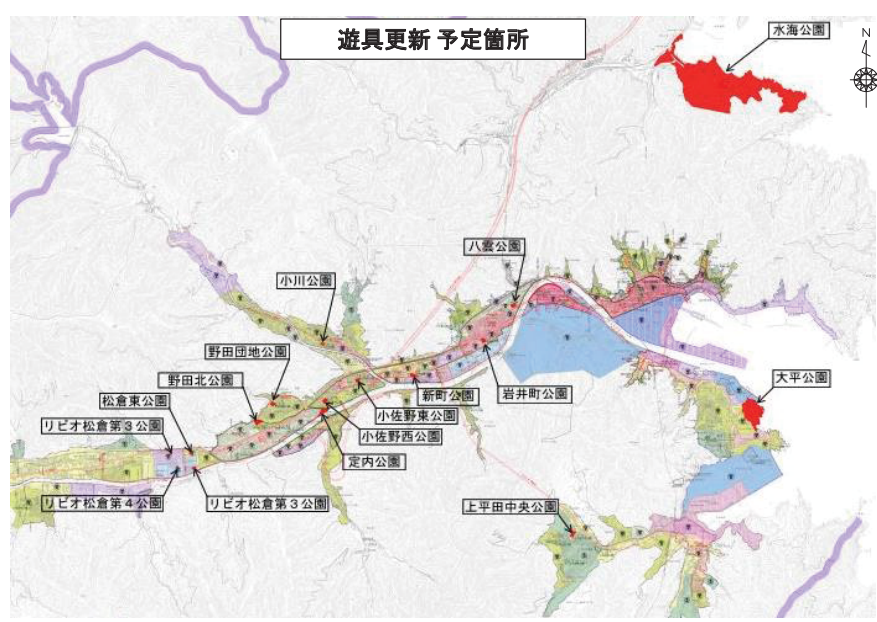 遊具更新 予定箇所
水海公園
N
八雲公園
小川公園
野田団地公園
野田北公園
松倉東公園
リビオ松倉第３公園
新町公園
岩井町公園
大平公園
小佐野東公園
小佐野西公園
定内公園
リビオ松倉第４公園
リビオ松倉第３公園
上平田中央公園